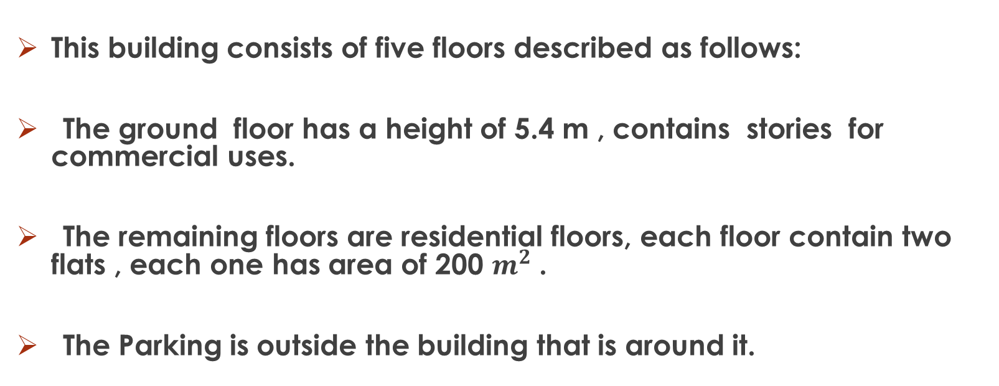 ➢ This building consists of five floors described as follows:
➢ The ground floor has a height of 5.4 m , contains stories for
commercial uses.
➢ The remaining floors are residential floors, each floor contain two
flats , each one has area of 200 m² .
➢ The Parking is outside the building that is around it.